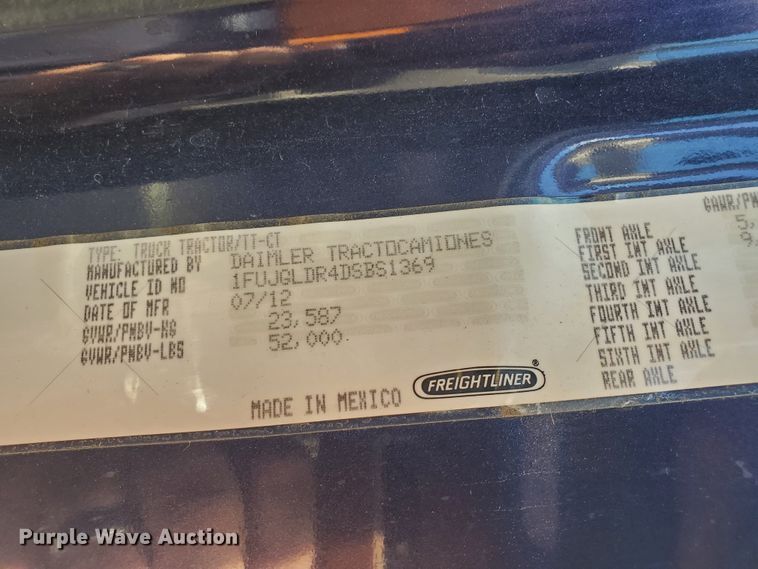 TYPE: TRUCK TRACTOR/TT-CT
MANUFACTURED BY DAIMLER TRACTOCAMIONES
VEHICLE ID NO 1FUJGLDR4DSBS1369
DATE OF MFR 07/12
GVWR/PNBV-KG 23,587
GVWR/PNBV-LBS 52,000
MADE IN MEXICO
FREIGHTLINER®
GAWR/PN
FRONT AXLE 5,
FIRST INT AXLE 9,
SECOND INT AXLE
THIRD INT AXLE
FOURTH INT AXLE
FIFTH INT AXLE
SIXTH INT AXLE
REAR AXLE
Purple Wave Auction